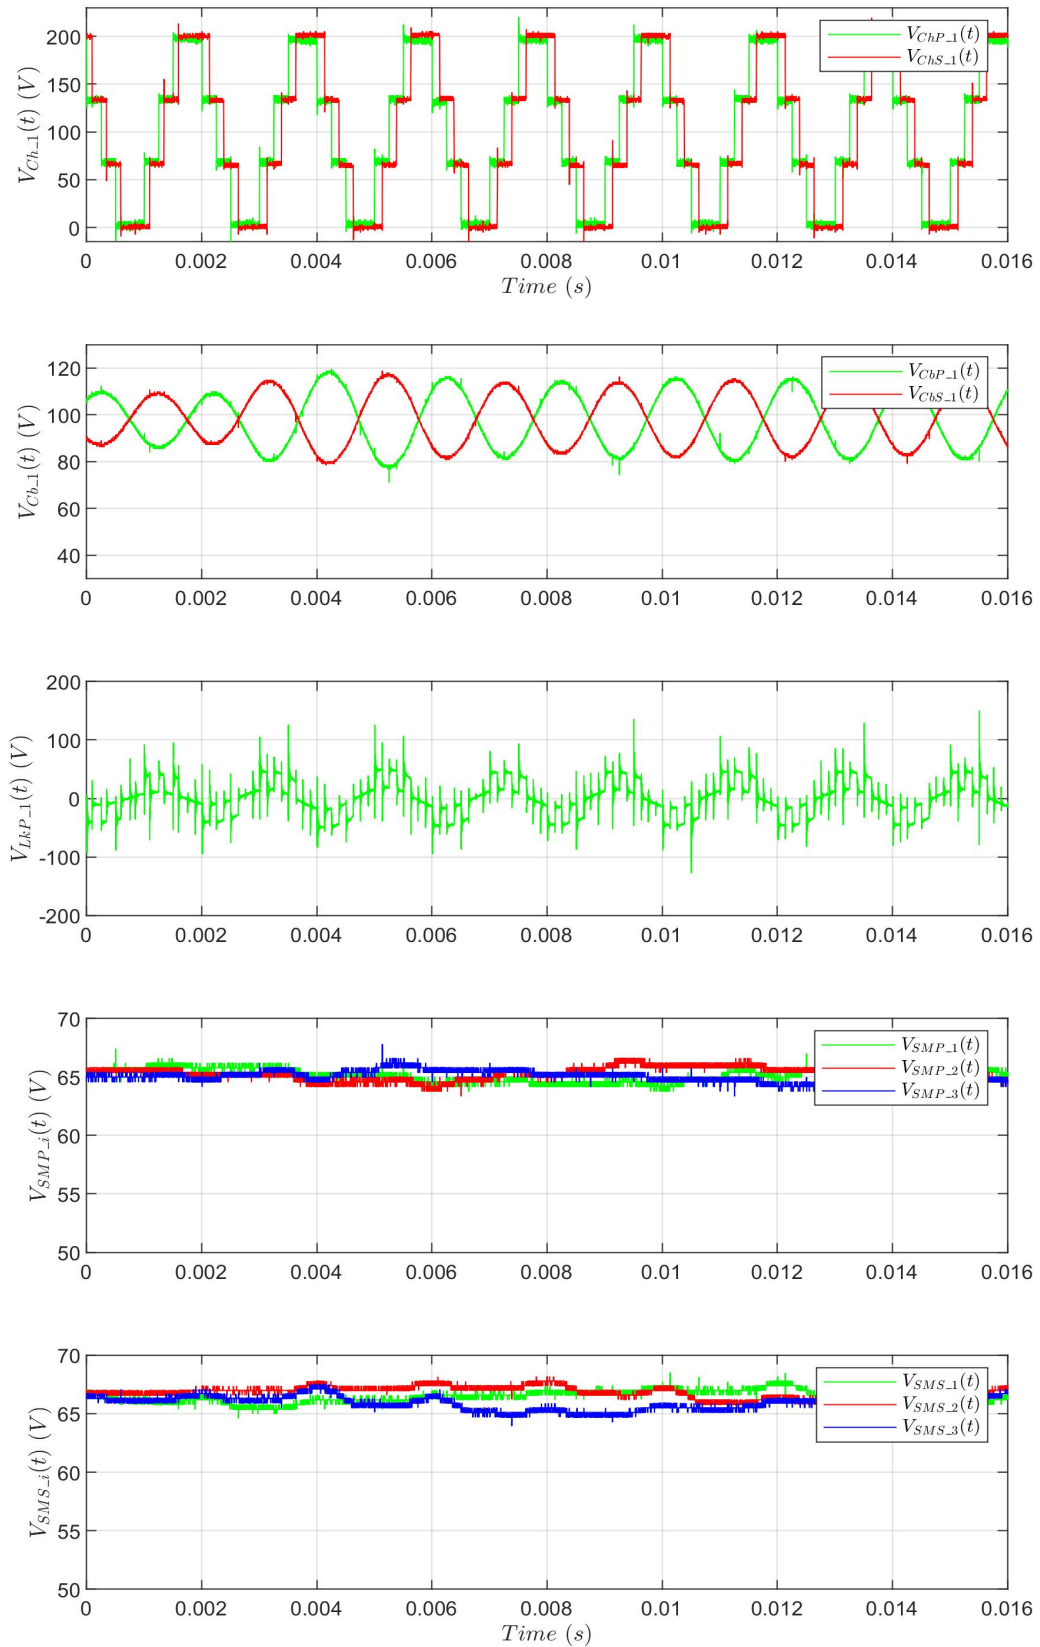 V_{Ch_1}(t) (V)
200
150
100
50
0
V_{ChP_1}(t)
V_{ChS_1}(t)
0 0.002 0.004 0.006 0.008 0.01 0.012 0.014 0.016
Time (s)
V_{Cb_1}(t) (V)
120
100
80
60
40
V_{CbP_1}(t)
V_{CbS_1}(t)
0 0.002 0.004 0.006 0.008 0.01 0.012 0.014 0.016
V_{LkP_1}(t) (V)
200
100
0
-100
-200
0 0.002 0.004 0.006 0.008 0.01 0.012 0.014 0.016
V_{SMP_i}(t) (V)
70
65
60
55
50
V_{SMP_1}(t)
V_{SMP_2}(t)
V_{SMP_3}(t)
0 0.002 0.004 0.006 0.008 0.01 0.012 0.014 0.016
V_{SMS_i}(t) (V)
70
65
60
55
50
V_{SMS_1}(t)
V_{SMS_2}(t)
V_{SMS_3}(t)
0 0.002 0.004 0.006 0.008 0.01 0.012 0.014 0.016
Time (s)